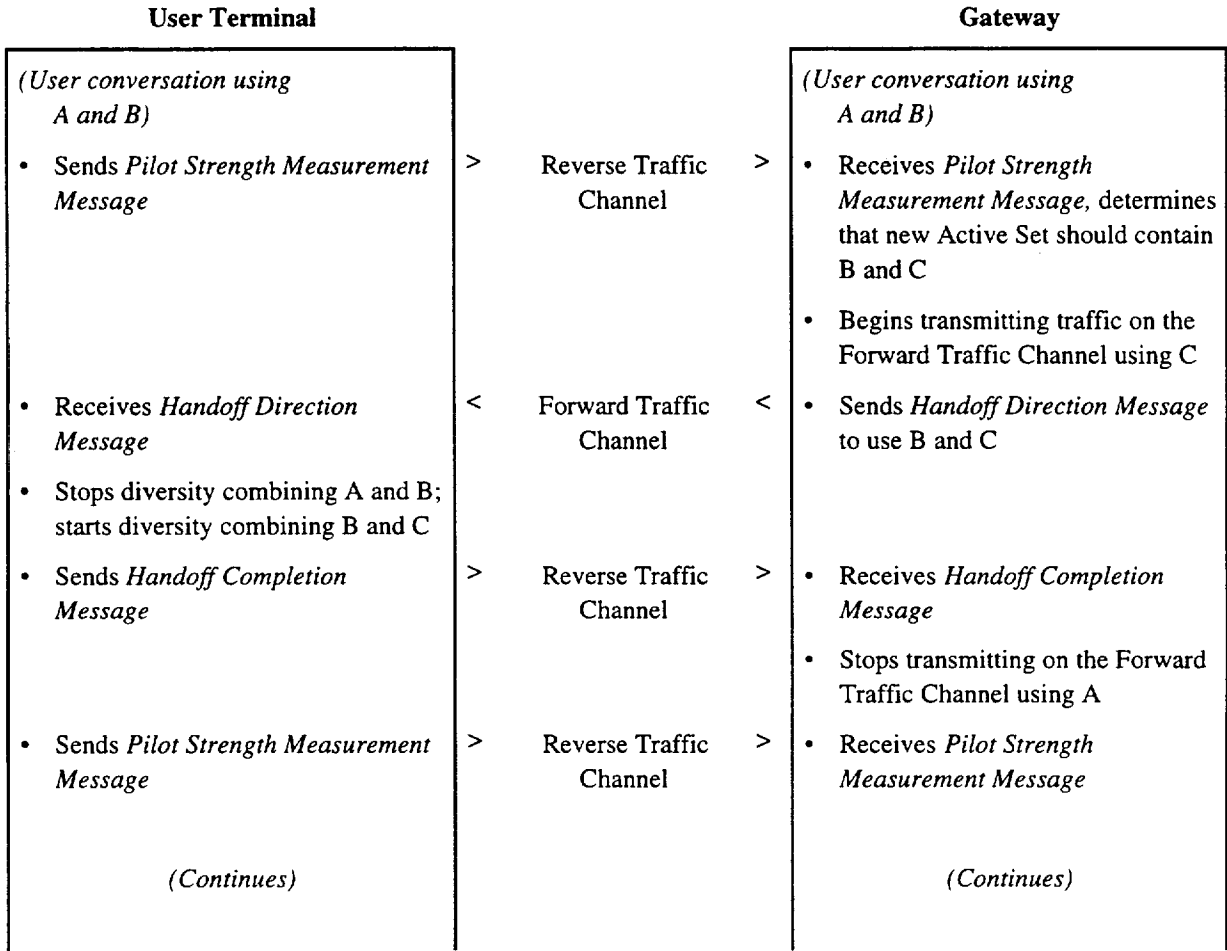 User Terminal
Gateway
(User conversation using
A and B)
(User conversation using
A and B)
• Sends Pilot Strength Measurement
Message
>
Reverse Traffic
Channel
>
• Receives Pilot Strength
Measurement Message, determines
that new Active Set should contain
B and C
• Begins transmitting traffic on the
Forward Traffic Channel using C
• Receives Handoff Direction
Message
<
Forward Traffic
Channel
<
• Sends Handoff Direction Message
to use B and C
• Stops diversity combining A and B;
starts diversity combining B and C
• Sends Handoff Completion
Message
>
Reverse Traffic
Channel
>
• Receives Handoff Completion
Message
• Stops transmitting on the Forward
Traffic Channel using A
• Sends Pilot Strength Measurement
Message
>
Reverse Traffic
Channel
>
• Receives Pilot Strength
Measurement Message
(Continues)
(Continues)